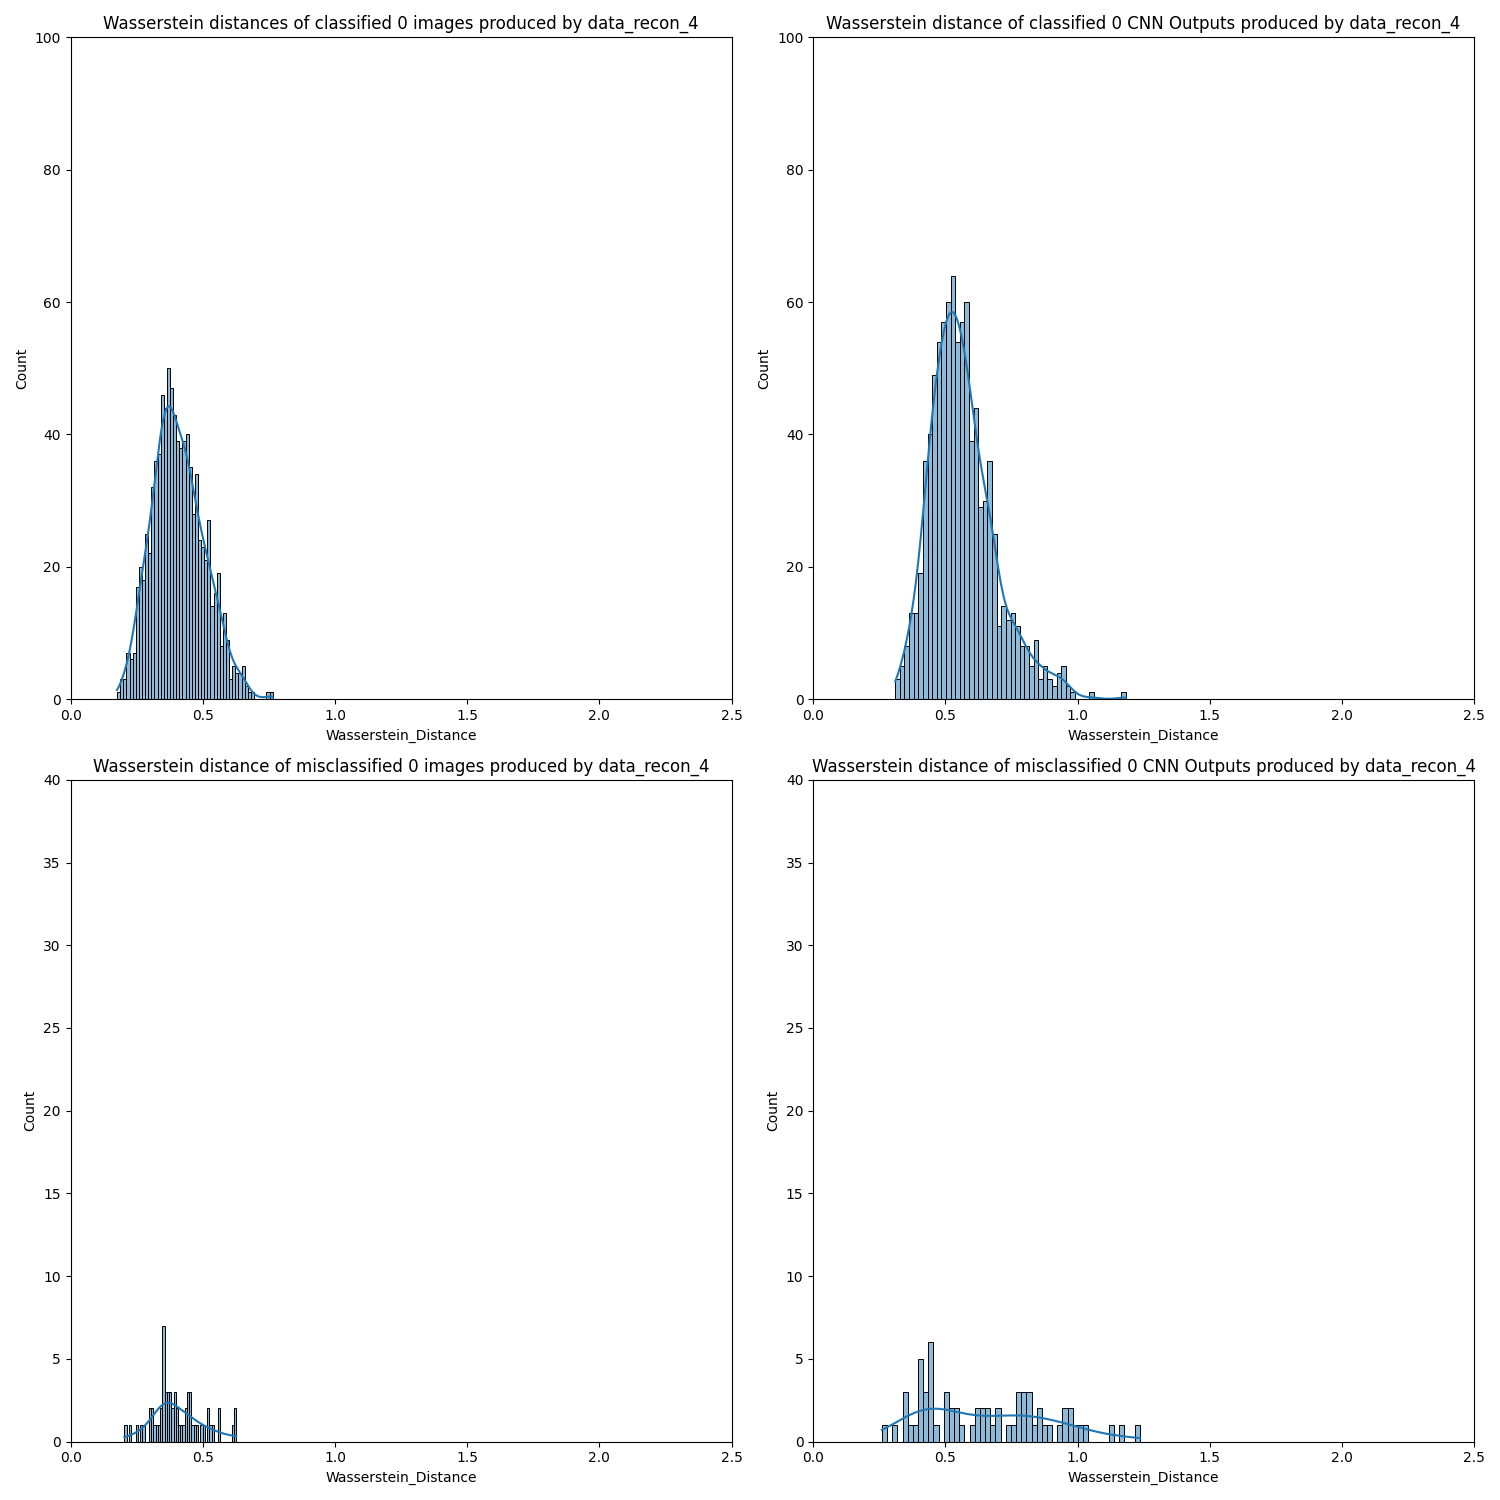 Wasserstein distances of classified 0 images produced by data_recon_4
100
80
60
40
20
0
Count
0.0 0.5 1.0 1.5 2.0 2.5
Wasserstein_Distance
Wasserstein distance of classified 0 CNN Outputs produced by data_recon_4
100
80
60
40
20
0
Count
0.0 0.5 1.0 1.5 2.0 2.5
Wasserstein_Distance
Wasserstein distance of misclassified 0 images produced by data_recon_4
40
35
30
25
20
15
10
5
0
Count
0.0 0.5 1.0 1.5 2.0 2.5
Wasserstein_Distance
Wasserstein distance of misclassified 0 CNN Outputs produced by data_recon_4
40
35
30
25
20
15
10
5
0
Count
0.0 0.5 1.0 1.5 2.0 2.5
Wasserstein_Distance